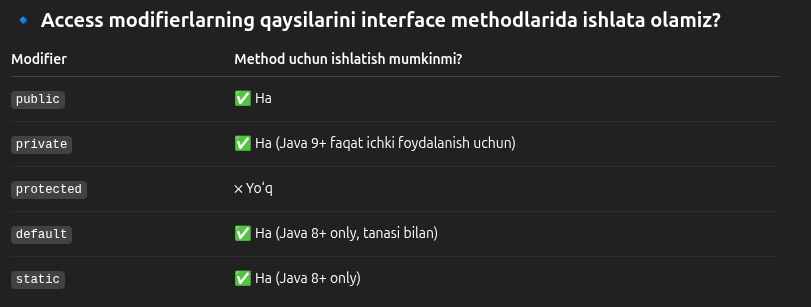 Access modifierlarning qaysilarini interface methodlarida ishlata olamiz?
Modifier Method uchun ishlatish mumkinmi?
public ✅ Ha
private ✅ Ha (Java 9+ faqat ichki foydalanish uchun)
protected × Yo‘q
default ✅ Ha (Java 8+ only, tanasi bilan)
static ✅ Ha (Java 8+ only)